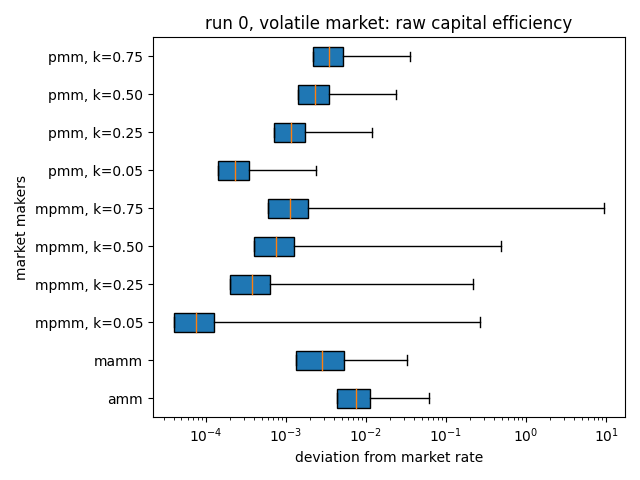 run 0, volatile market: raw capital efficiency
pmm, k=0.75
pmm, k=0.50
pmm, k=0.25
pmm, k=0.05
mpmm, k=0.75
mpmm, k=0.50
mpmm, k=0.25
mpmm, k=0.05
mamm
amm
market makers
10⁻⁴ 10⁻³ 10⁻² 10⁻¹ 10⁰ 10¹
deviation from market rate